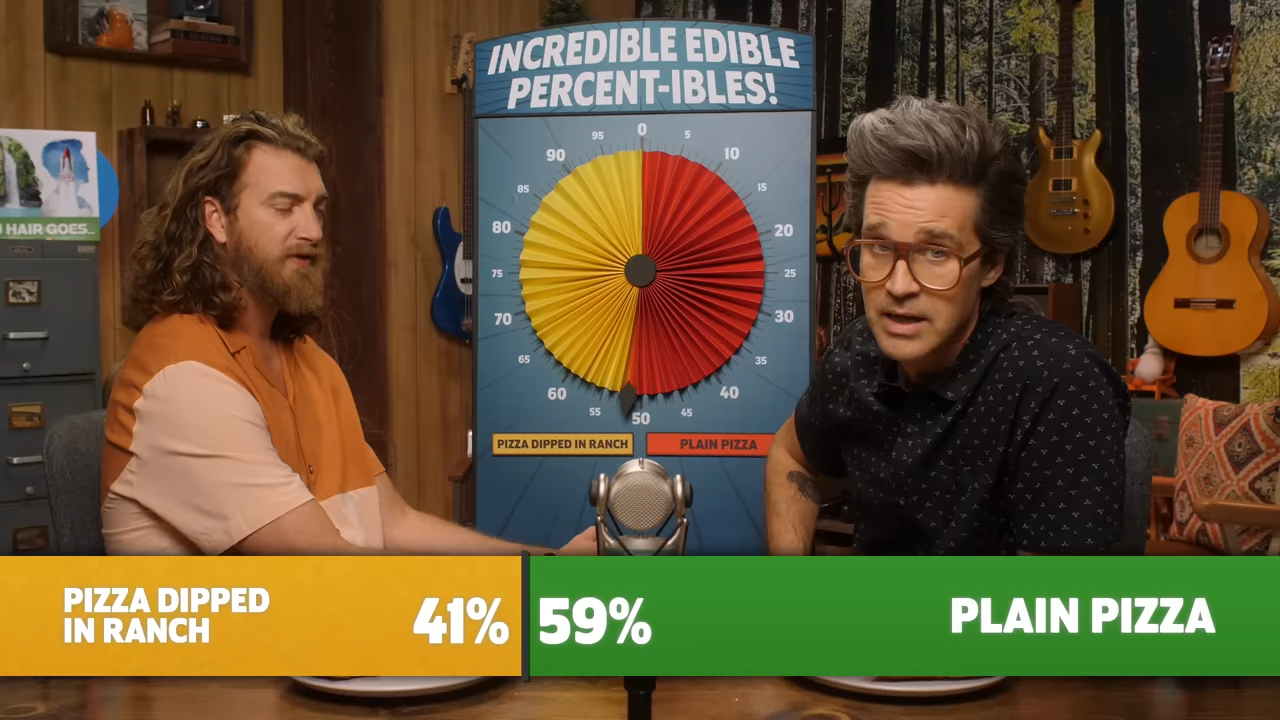 INCREDIBLE EDIBLE
PERCENT-IBLES!
0
5
10
15
20
25
30
35
40
45
50
55
60
65
70
75
80
85
90
95
HAIR GOES...
PIZZA DIPPED IN RANCH
PLAIN PIZZA
PIZZA DIPPED
IN RANCH
41%
59%
PLAIN PIZZA